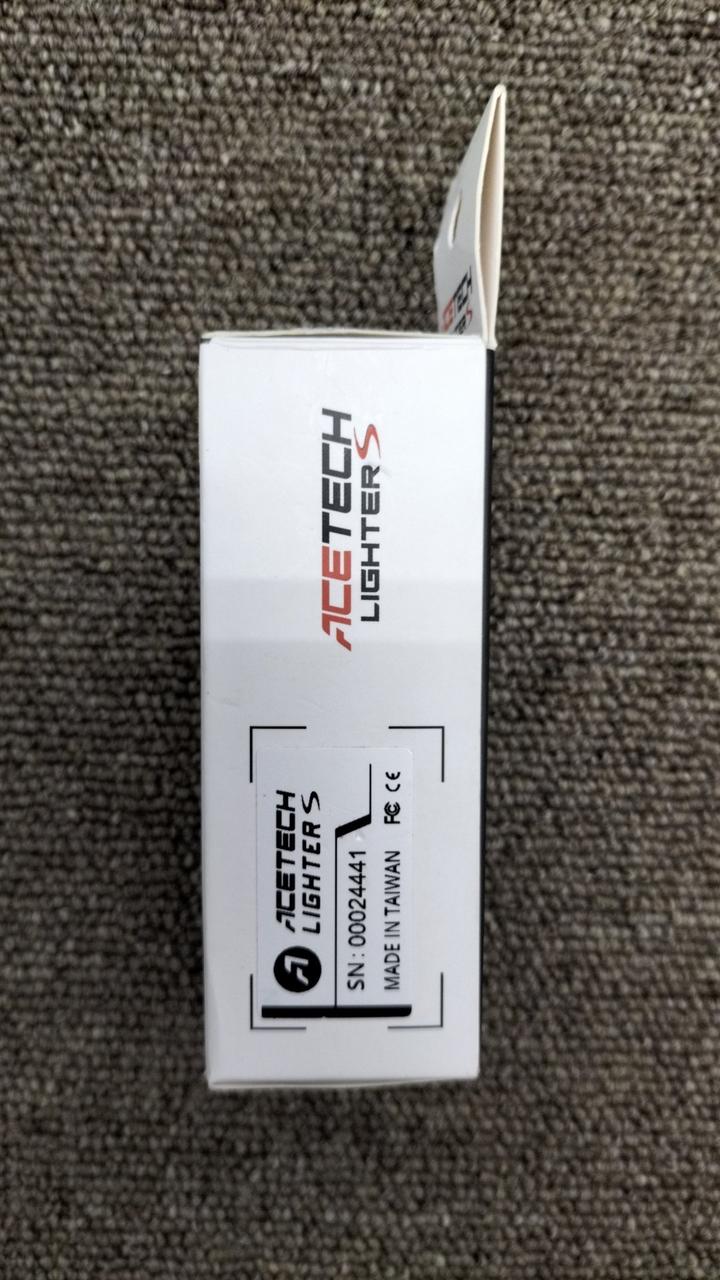 ACETECH
LIGHTER S
ACETECH
LIGHTER S
SN: 00024441
MADE IN TAIWAN FC CE